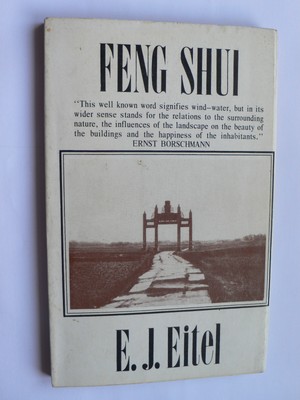 FENG SHUI
"This well known word signifies wind—water, but in its
wider sense stands for the relations to the surrounding
nature, the influences of the landscape on the beauty of
the buildings and the happiness of the inhabitants."
ERNST BORSCHMANN
E. J. Eitel